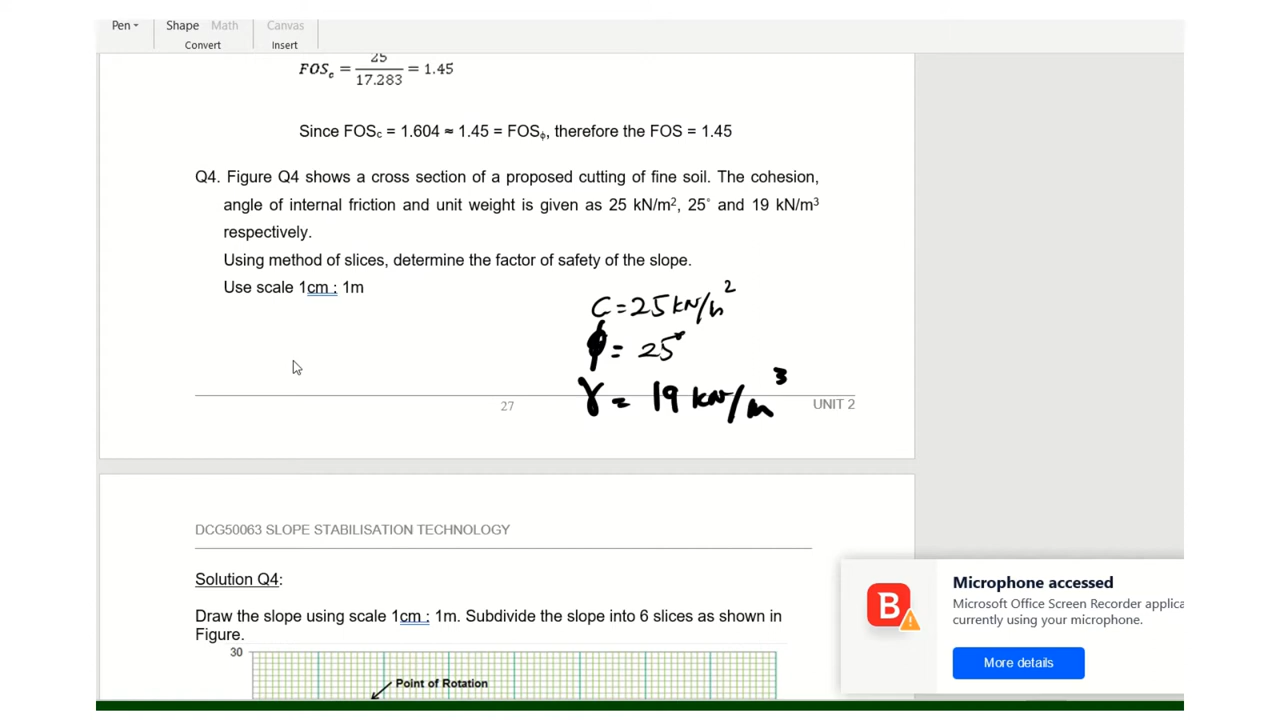 Pen
Shape
Math
Canvas
Convert
Insert
FOSc = 25/17.283 = 1.45
Since FOSc = 1.604 ≈ 1.45 = FOSϕ, therefore the FOS = 1.45
Q4. Figure Q4 shows a cross section of a proposed cutting of fine soil. The cohesion,
angle of internal friction and unit weight is given as 25 kN/m², 25° and 19 kN/m³
respectively.
Using method of slices, determine the factor of safety of the slope.
Use scale 1cm : 1m
C = 25 kN/m²
ϕ = 25°
γ = 19 kN/m³
27
UNIT 2
DCG50063 SLOPE STABILISATION TECHNOLOGY
Solution Q4:
Draw the slope using scale 1cm : 1m. Subdivide the slope into 6 slices as shown in
Figure.
30
Point of Rotation
B
Microphone accessed
Microsoft Office Screen Recorder applica
currently using your microphone.
More details